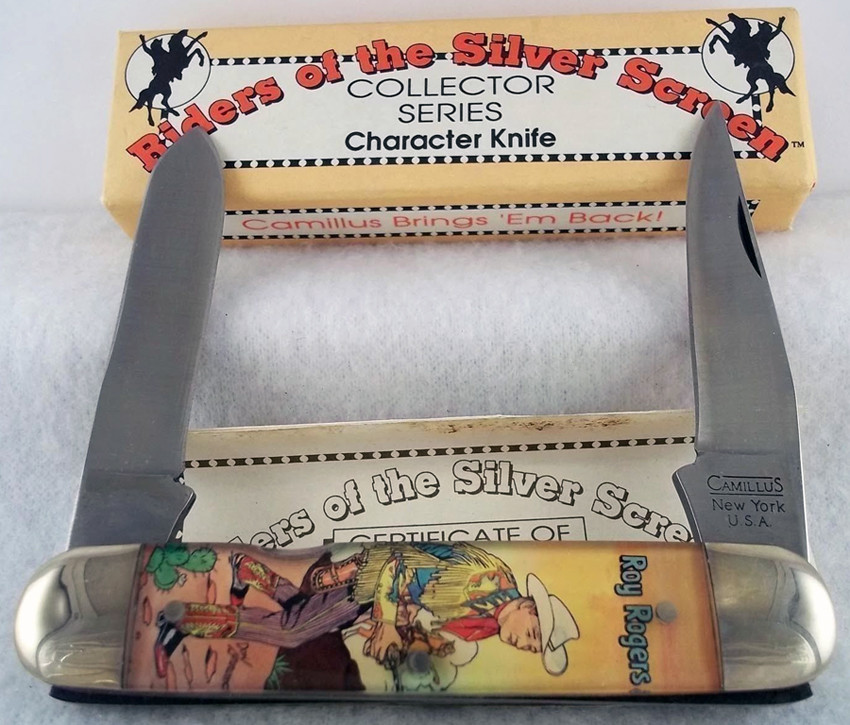 Riders of the Silver Screen™
COLLECTOR
SERIES
Character Knife
Camillus Brings 'Em Back!
ders of the Silver Scre
CERTIFICATE OF
CAMILLUS
New York
U.S.A.
Roy Rogers